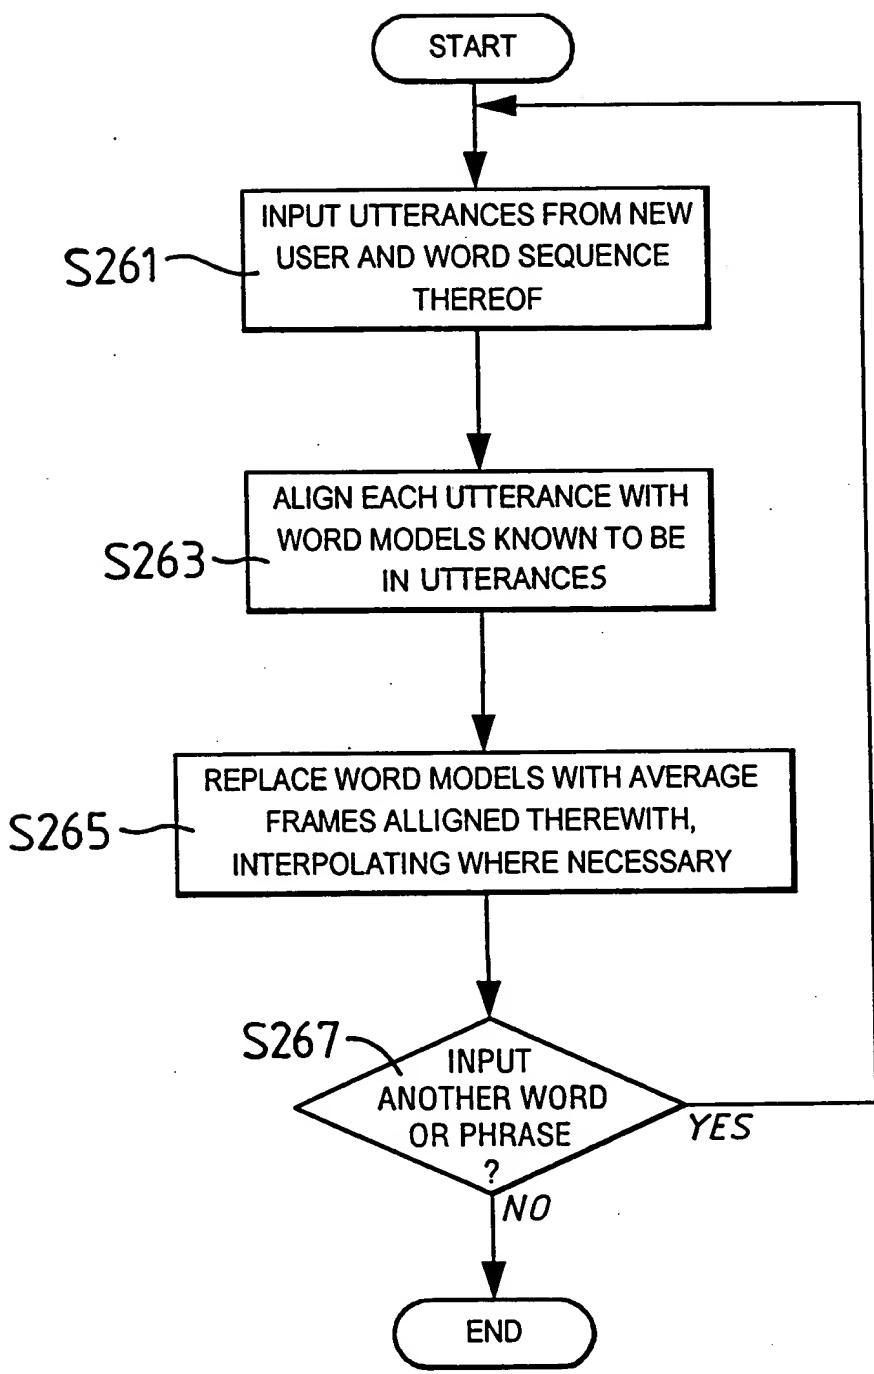 START
S261
INPUT UTTERANCES FROM NEW
USER AND WORD SEQUENCE
THEREOF
S263
ALIGN EACH UTTERANCE WITH
WORD MODELS KNOWN TO BE
IN UTTERANCES
S265
REPLACE WORD MODELS WITH AVERAGE
FRAMES ALLIGNED THEREWITH,
INTERPOLATING WHERE NECESSARY
S267
INPUT
ANOTHER WORD
OR PHRASE
?
YES
NO
END